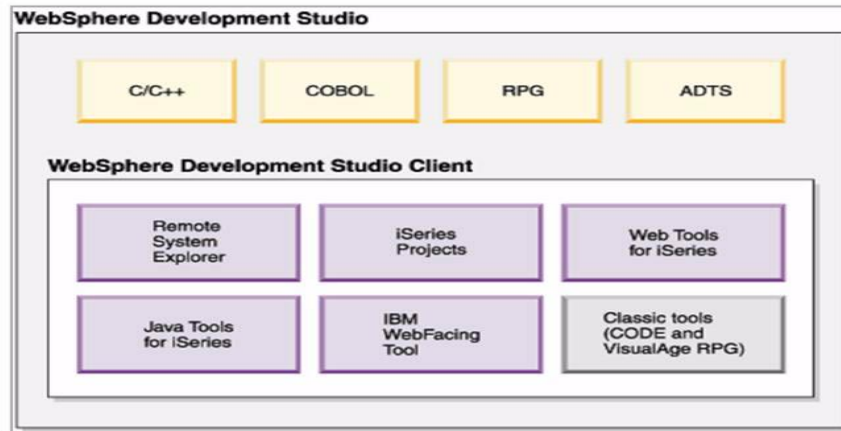 WebSphere Development Studio
C/C++
COBOL
RPG
ADTS
WebSphere Development Studio Client
Remote
System
Explorer
iSeries
Projects
Web Tools
for iSeries
Java Tools
for iSeries
IBM
WebFacing
Tool
Classic tools
(CODE and
VisualAge RPG)